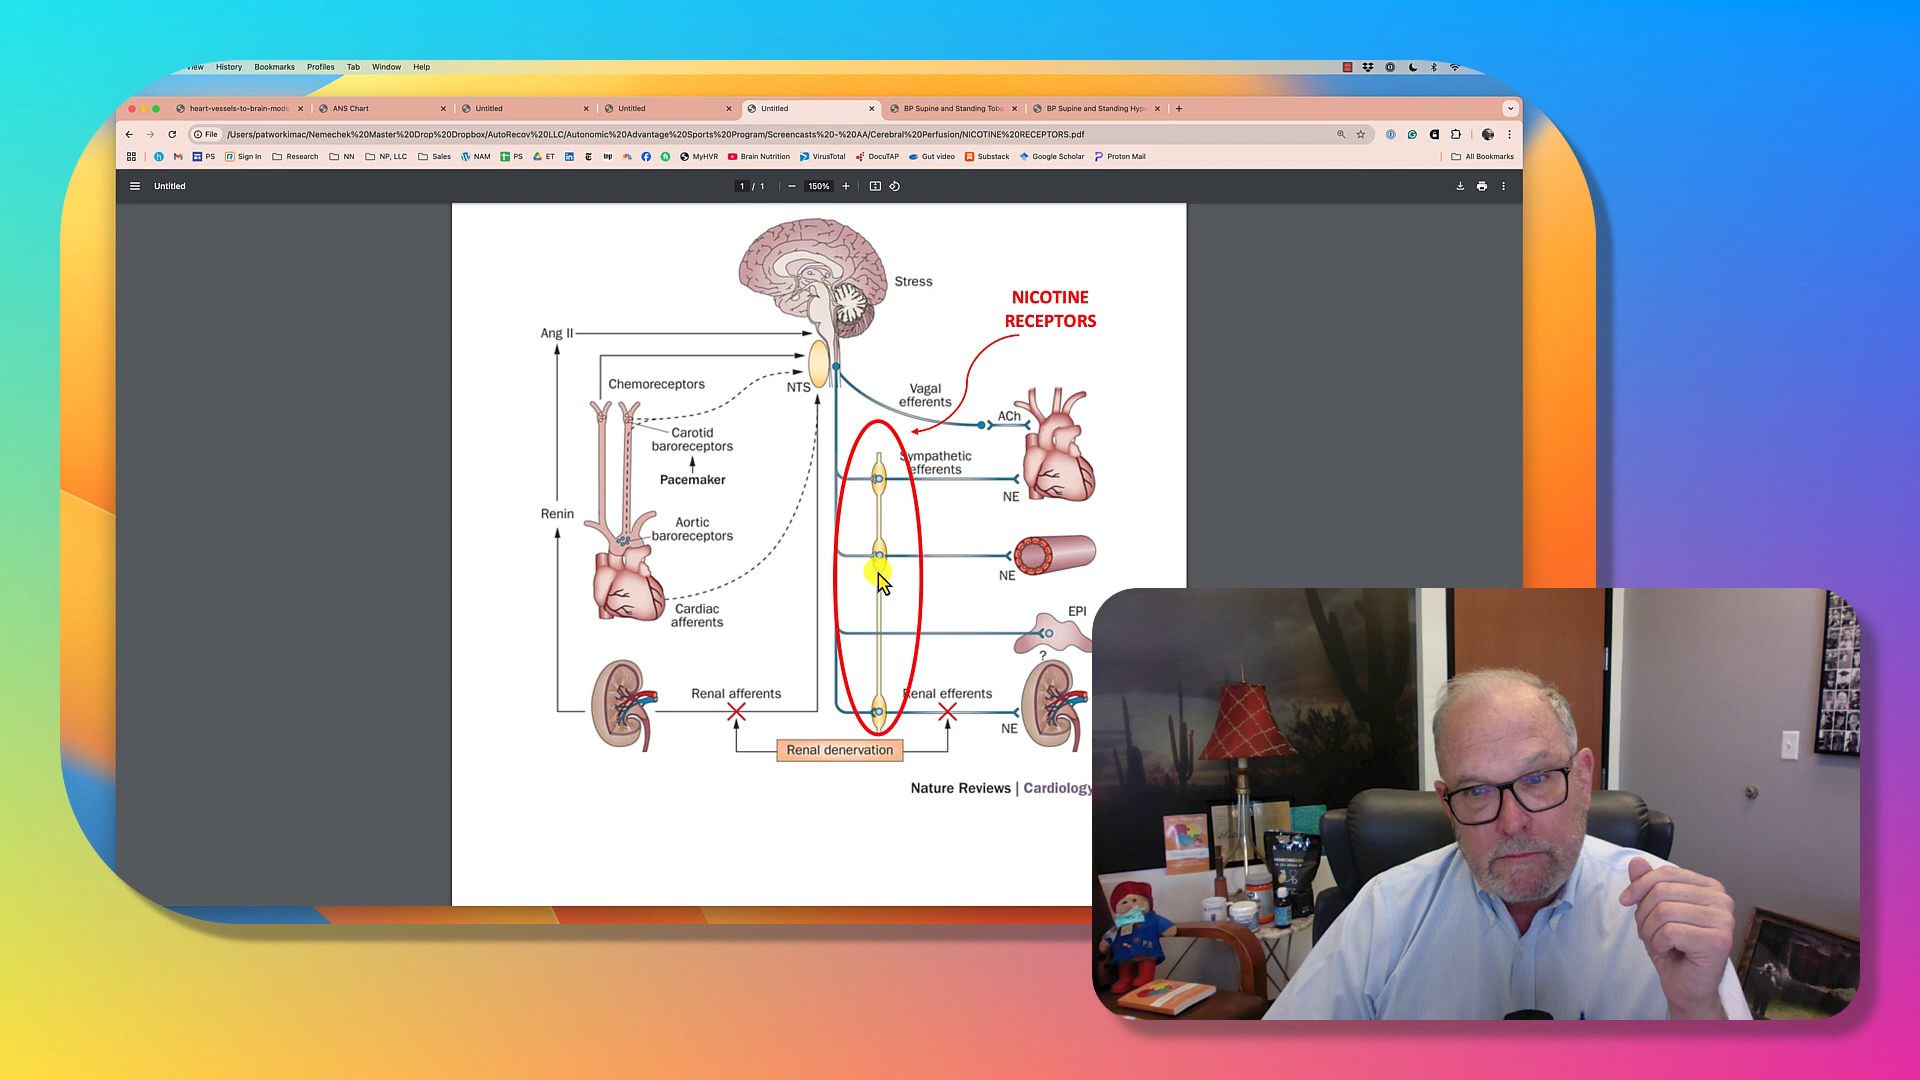 View History Bookmarks Profiles Tab Window Help
heart-vessels-to-brain-mode
ANS Chart
Untitled
Untitled
Untitled
BP Supine and Standing Toba
BP Supine and Standing Hype
File
/Users/patworkimac/Nemechek%20Master%20Drop%20Dropbox/AutoRecov%20LLC/Autonomic%20Advantage%20Sports%20Program/Screencasts%20-%20AA/Cerebral%20Perfusion/NICOTINE%20RECEPTORS.pdf
PS Sign In Research NN NP, LLC Sales NAM PS ET MyHVR Brain Nutrition VirusTotal DocuTAP Gut video Substack Google Scholar Proton Mail All Bookmarks
Untitled
1 / 1
150%
Stress
NICOTINE
RECEPTORS
Ang II
Chemoreceptors
NTS
Vagal
efferents
ACh
Carotid
baroreceptors
Pacemaker
Sympathetic
efferents
NE
Renin
Aortic
baroreceptors
NE
Cardiac
afferents
EPI
?
Renal afferents
Renal efferents
NE
Renal denervation
Nature Reviews | Cardiology